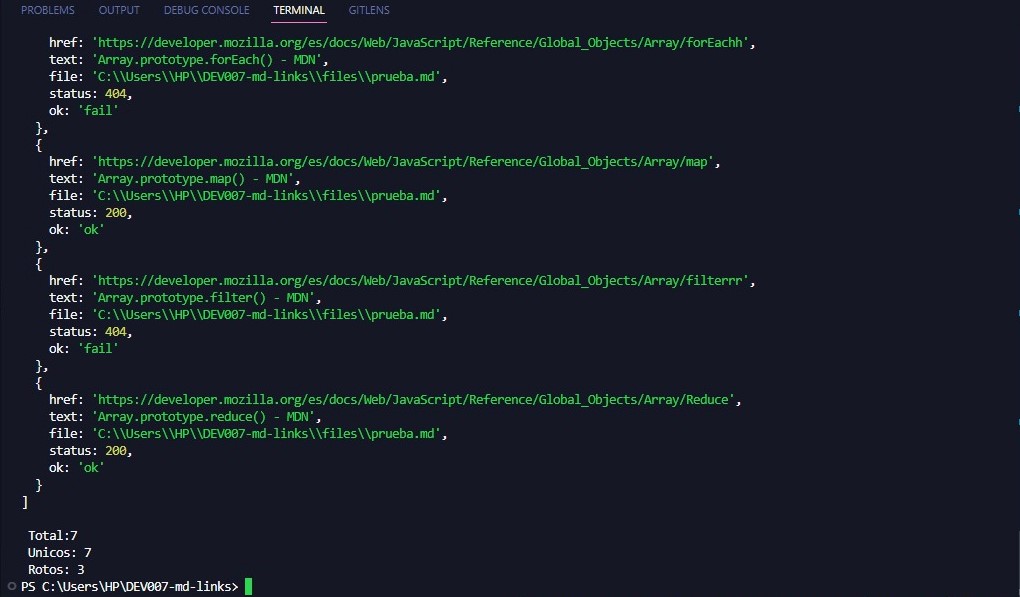 PROBLEMS OUTPUT DEBUG CONSOLE TERMINAL GITLENS
href: 'https://developer.mozilla.org/es/docs/Web/JavaScript/Reference/Global_Objects/Array/forEachh',
text: 'Array.prototype.forEach() - MDN',
file: 'C:\\Users\\HP\\DEV007-md-links\\files\\prueba.md',
status: 404,
ok: 'fail'
},
{
href: 'https://developer.mozilla.org/es/docs/Web/JavaScript/Reference/Global_Objects/Array/map',
text: 'Array.prototype.map() - MDN',
file: 'C:\\Users\\HP\\DEV007-md-links\\files\\prueba.md',
status: 200,
ok: 'ok'
},
{
href: 'https://developer.mozilla.org/es/docs/Web/JavaScript/Reference/Global_Objects/Array/filterrr',
text: 'Array.prototype.filter() - MDN',
file: 'C:\\Users\\HP\\DEV007-md-links\\files\\prueba.md',
status: 404,
ok: 'fail'
},
{
href: 'https://developer.mozilla.org/es/docs/Web/JavaScript/Reference/Global_Objects/Array/Reduce',
text: 'Array.prototype.reduce() - MDN',
file: 'C:\\Users\\HP\\DEV007-md-links\\files\\prueba.md',
status: 200,
ok: 'ok'
}
]
Total:7
Unicos: 7
Rotos: 3
PS C:\Users\HP\DEV007-md-links>